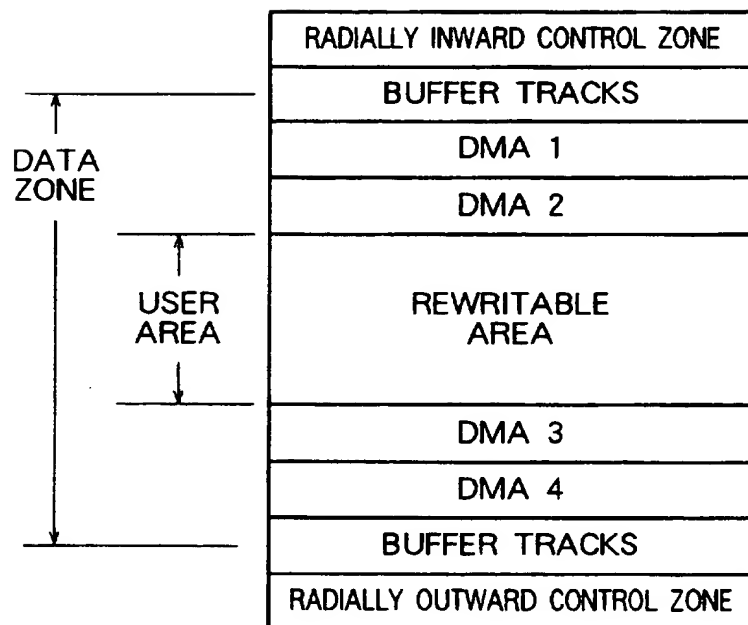 RADIALLY INWARD CONTROL ZONE
BUFFER TRACKS
DMA 1
DATA
ZONE
DMA 2
USER
AREA
REWRITABLE
AREA
DMA 3
DMA 4
BUFFER TRACKS
RADIALLY OUTWARD CONTROL ZONE